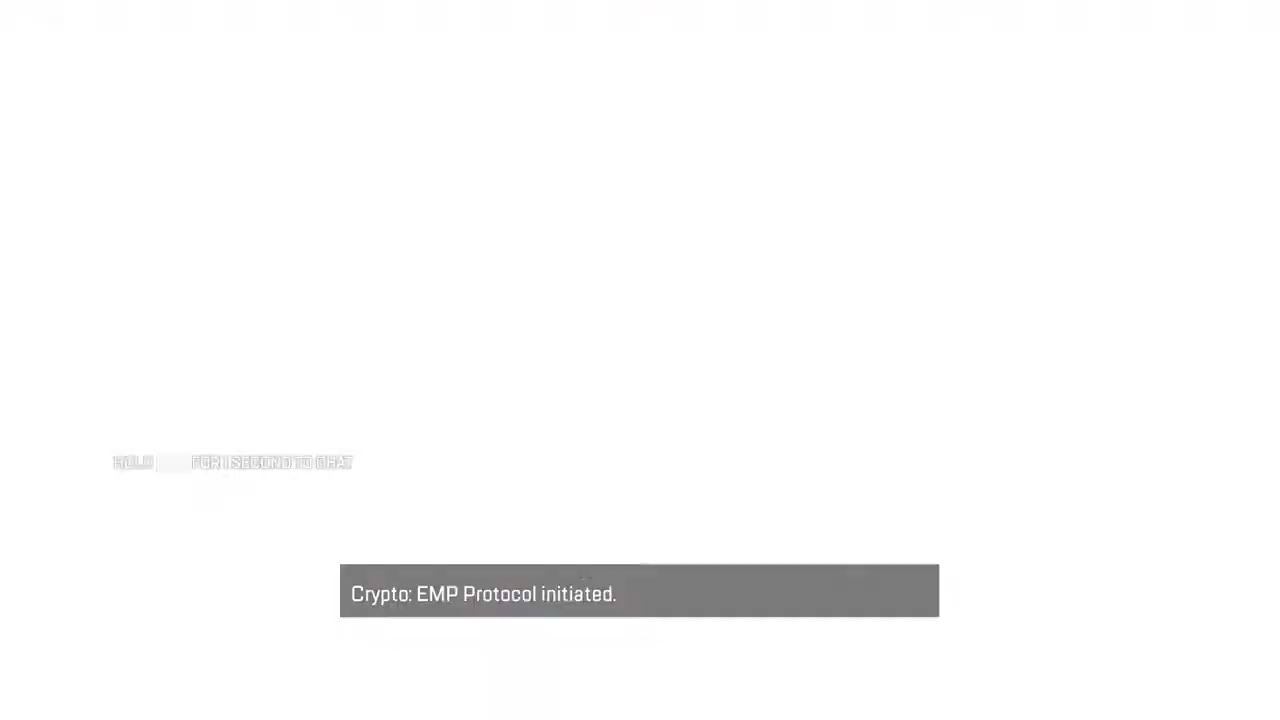 HOLD FOR 1 SECOND TO CHAT
Crypto: EMP Protocol initiated.